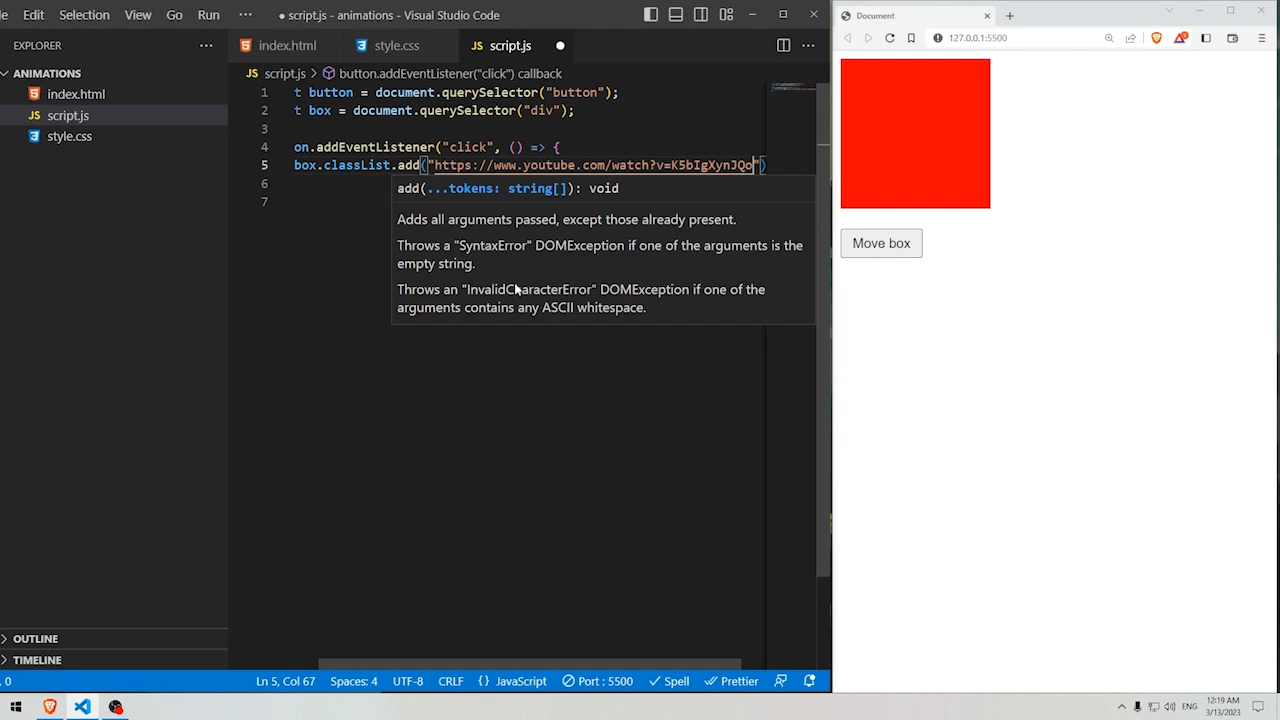 Edit Selection View Go Run ··· ● script.js - animations - Visual Studio Code
EXPLORER ···
ANIMATIONS
index.html
JS script.js
style.css
OUTLINE
TIMELINE
index.html style.css JS script.js ● ···
JS script.js > button.addEventListener("click") callback
1 t button = document.querySelector("button");
2 t box = document.querySelector("div");
3
4 on.addEventListener("click", () => {
5 box.classList.add("https://www.youtube.com/watch?v=K5bIgXynJQo")
6
7
add(...tokens: string[]): void
Adds all arguments passed, except those already present.
Throws a "SyntaxError" DOMException if one of the arguments is the
empty string.
Throws an "InvalidCharacterError" DOMException if one of the
arguments contains any ASCII whitespace.
0 Ln 5, Col 67 Spaces: 4 UTF-8 CRLF {} JavaScript Port : 5500 Spell Prettier
Document
127.0.0.1:5500
Move box
ENG 12:19 AM
3/13/2023